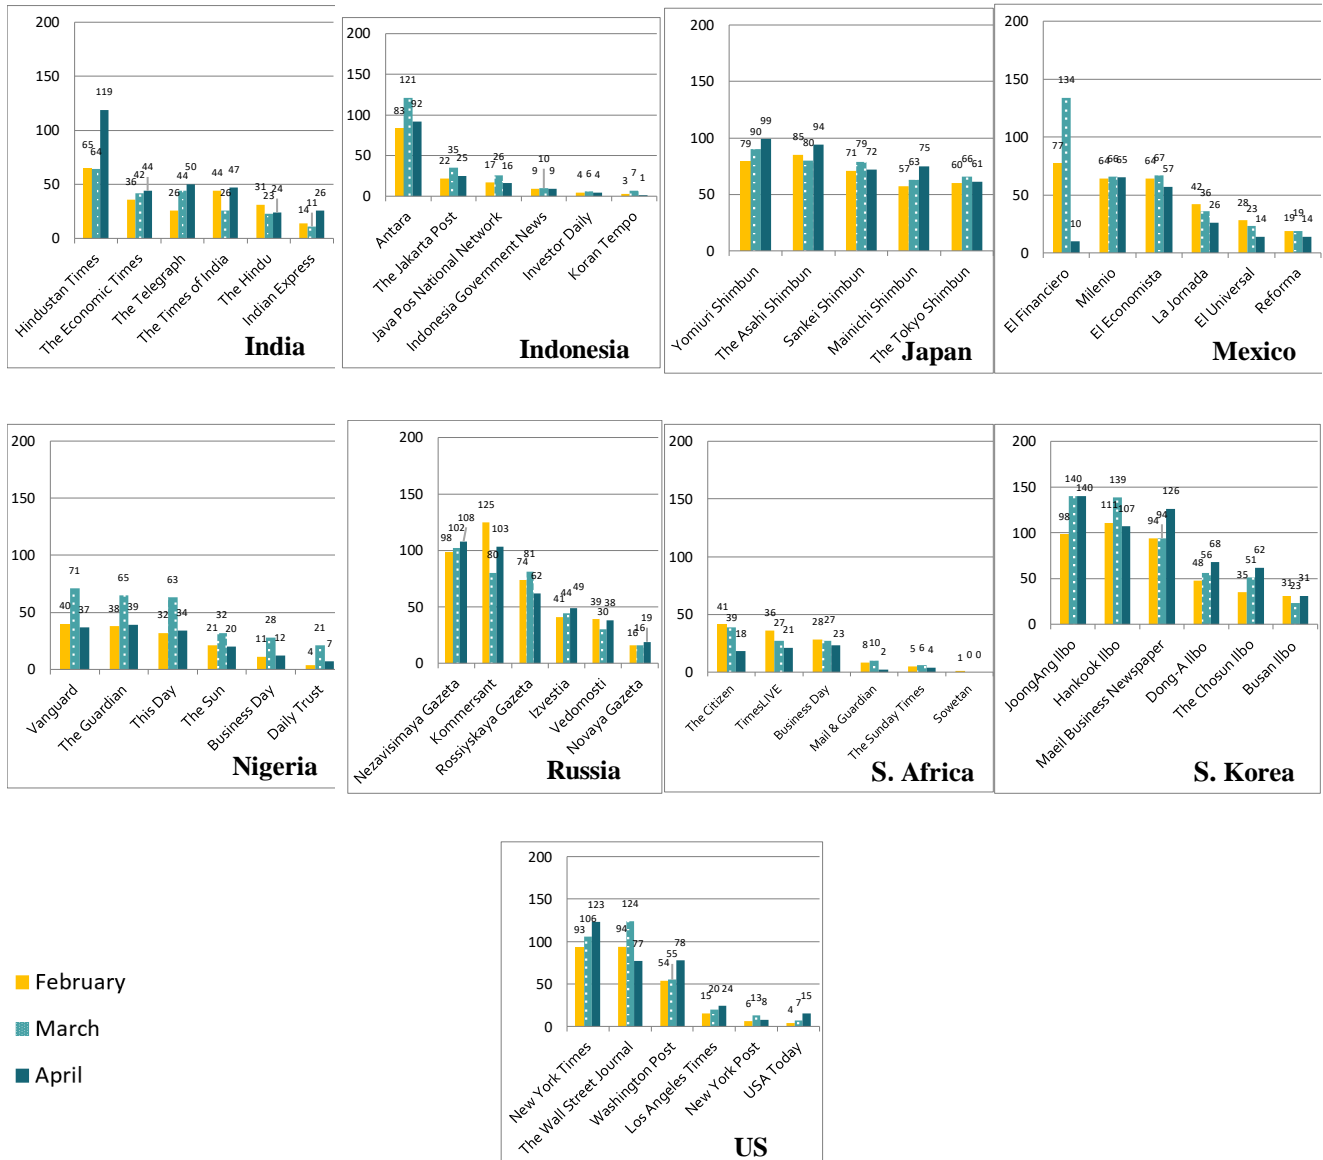 200
150
100
50
0
65 64 119
36 42 44
26 44 50
44 26 47
31 23 24
14 11 26
Hindustan Times
The Economic Times
The Telegraph
The Times of India
The Hindu
Indian Express
India
200
150
100
50
0
83 121 92
22 35 25
17 26 16
9 10 9
4 6 4
3 7 1
Antara
The Jakarta Post
Java Pos National Network
Indonesia Government News
Investor Daily
Koran Tempo
Indonesia
200
150
100
50
0
79 90 99
85 80 94
71 79 72
57 63 75
60 66 61
Yomiuri Shimbun
The Asahi Shimbun
Sankei Shimbun
Mainichi Shimbun
The Tokyo Shimbun
Japan
200
150
100
50
0
77 134 10
64 66 65
64 67 57
42 36 26
28 23 14
19 19 14
El Financiero
Milenio
El Economista
La Jornada
El Universal
Reforma
Mexico
200
150
100
50
0
40 71 37
38 65 39
32 63 34
21 32 20
11 28 12
4 21 7
Vanguard
The Guardian
This Day
The Sun
Business Day
Daily Trust
Nigeria
200
150
100
50
0
98 102 108
125 80 103
74 81 62
41 44 49
39 30 38
16 16 19
Nezavisimaya Gazeta
Kommersant
Rossiyskaya Gazeta
Izvestia
Vedomosti
Novaya Gazeta
Russia
200
150
100
50
0
41 39 18
36 27 21
28 27 23
8 10 2
5 6 4
1 0 0
The Citizen
TimesLIVE
Business Day
Mail & Guardian
The Sunday Times
Sowetan
S. Africa
200
150
100
50
0
98 140 140
111 139 107
94 94 126
48 56 68
35 51 62
31 23 31
JoongAng Ilbo
Hankook Ilbo
Maeil Business Newspaper
Dong-A Ilbo
The Chosun Ilbo
Busan Ilbo
S. Korea
200
150
100
50
0
93 106 123
94 124 77
54 55 78
15 20 24
6 13 8
4 7 15
New York Times
The Wall Street Journal
Washington Post
Los Angeles Times
New York Post
USA Today
US
February
March
April